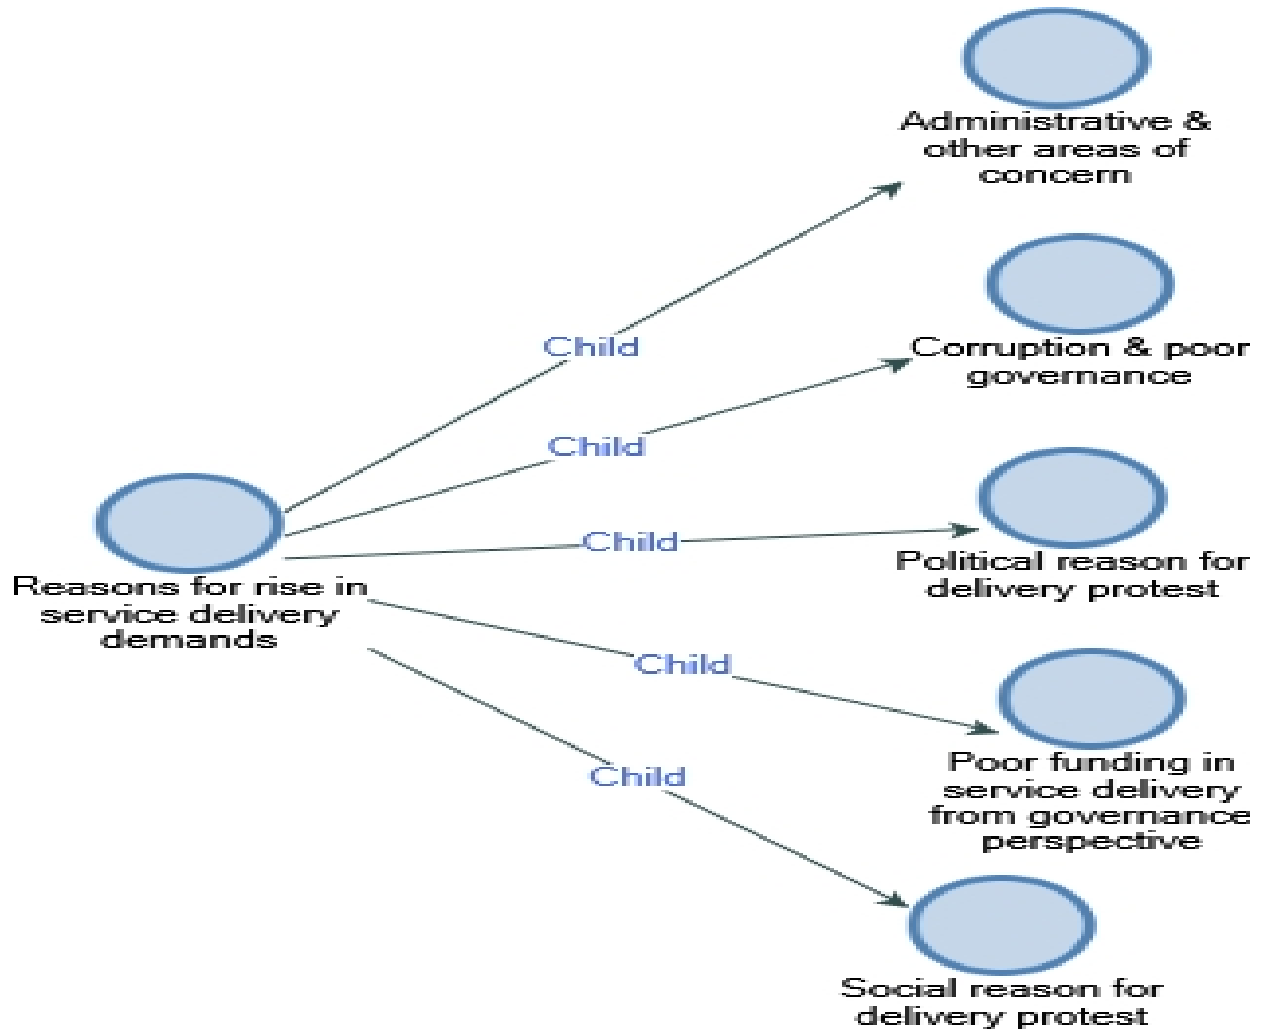 Administrative &
other areas of
concern
Child
Corruption & poor
governance
Child
Child
Political reason for
delivery protest
Reasons for rise in
service delivery
demands
Child
Poor funding in
service delivery
from governance
perspective
Child
Social reason for
delivery protest